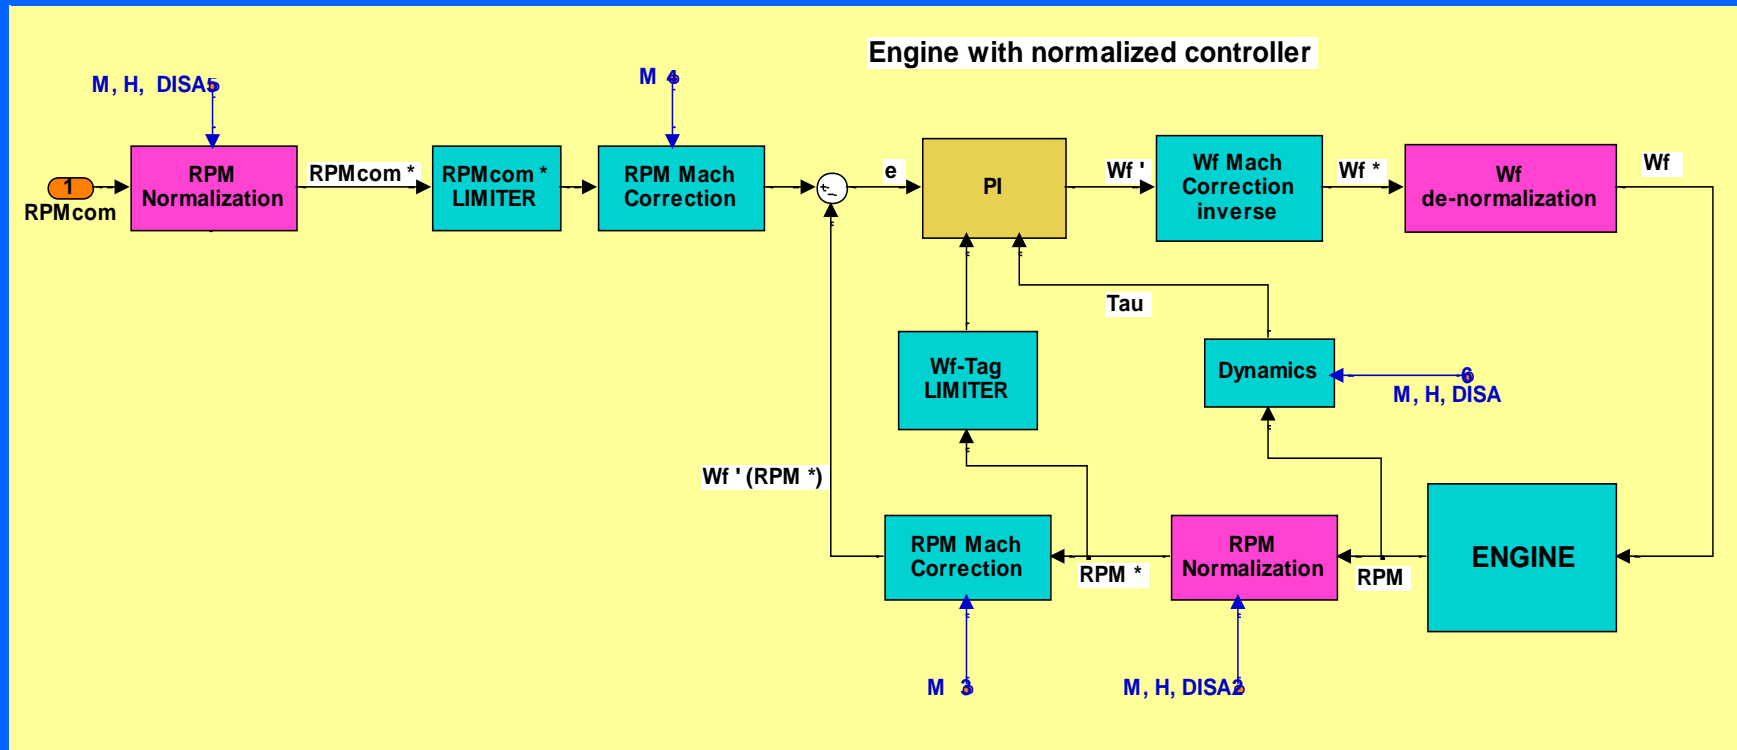 Engine with normalized controller
M, H, DISA5
M 4
RPM
Normalization
RPMcom *
RPMcom *
LIMITER
RPM Mach
Correction
e
PI
Wf '
Wf Mach
Correction
inverse
Wf *
Wf
de-normalization
Wf
1
RPMcom
Tau
Wf-Tag
LIMITER
Dynamics
6
M, H, DISA
Wf ' (RPM *)
RPM Mach
Correction
RPM *
RPM
Normalization
RPM
ENGINE
M 3
M, H, DISA2